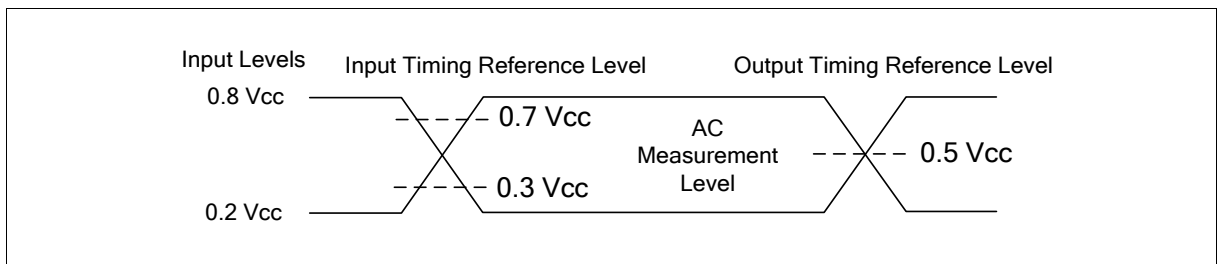 Input Levels
Input Timing Reference Level
Output Timing Reference Level
0.8 Vcc
0.7 Vcc
AC
Measurement
Level
0.5 Vcc
0.3 Vcc
0.2 Vcc